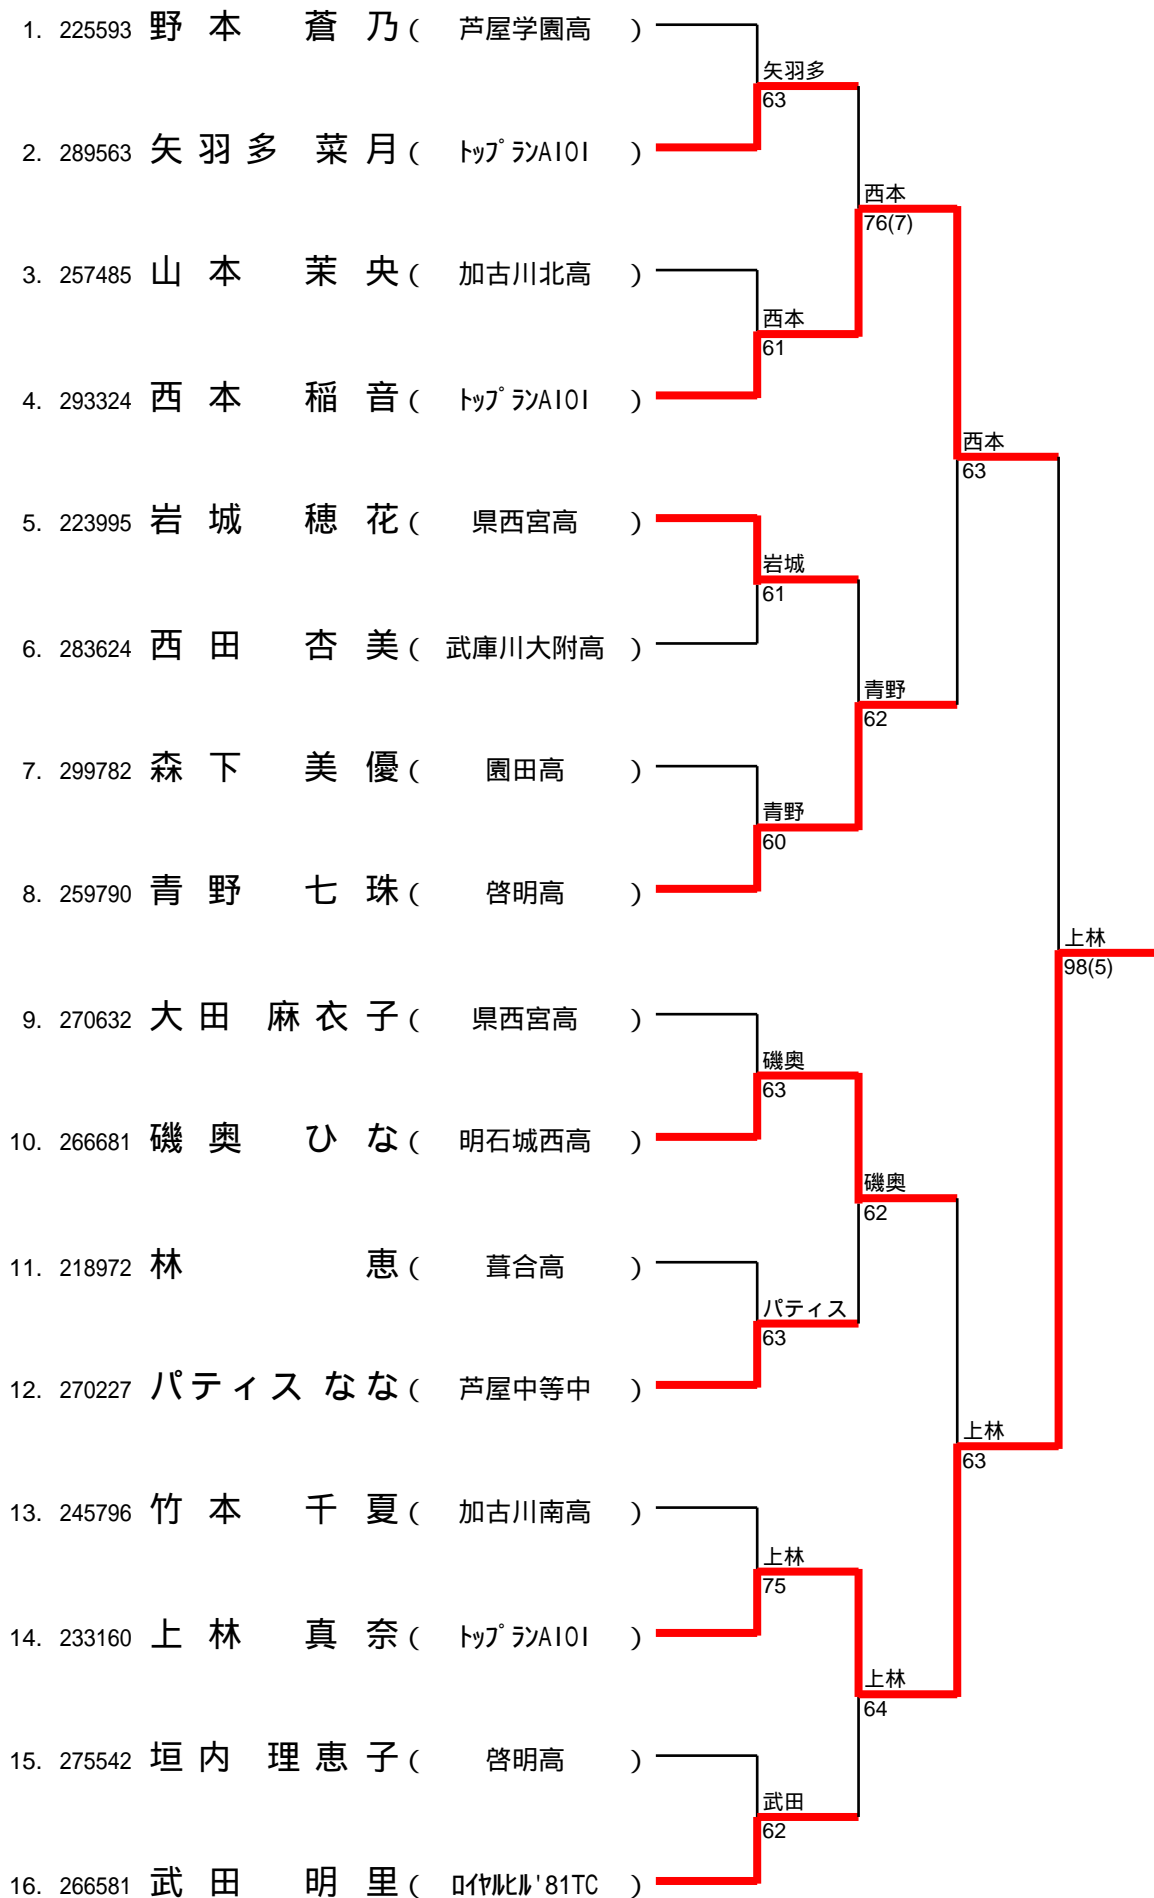 1. 225593 野本 蒼乃 ( 芦屋学園高 )
矢羽多
63
2. 289563 矢羽多 菜月 ( トップランAIOI )
西本
76(7)
3. 257485 山本 茉央 ( 加古川北高 )
西本
61
4. 293324 西本 稲音 ( トップランAIOI )
西本
63
5. 223995 岩城 穂花 ( 県西宮高 )
岩城
61
6. 283624 西田 杏美 ( 武庫川大附高 )
青野
62
7. 299782 森下 美優 ( 園田高 )
青野
60
8. 259790 青野 七珠 ( 啓明高 )
上林
98(5)
9. 270632 大田 麻衣子 ( 県西宮高 )
磯奥
63
10. 266681 磯奥 ひな ( 明石城西高 )
磯奥
62
11. 218972 林 恵 ( 葺合高 )
パティス
63
12. 270227 パティス なな ( 芦屋中等中 )
上林
63
13. 245796 竹本 千夏 ( 加古川南高 )
上林
75
14. 233160 上林 真奈 ( トップランAIOI )
上林
64
15. 275542 垣内 理恵子 ( 啓明高 )
武田
62
16. 266581 武田 明里 ( ロイヤルヒル'81TC )